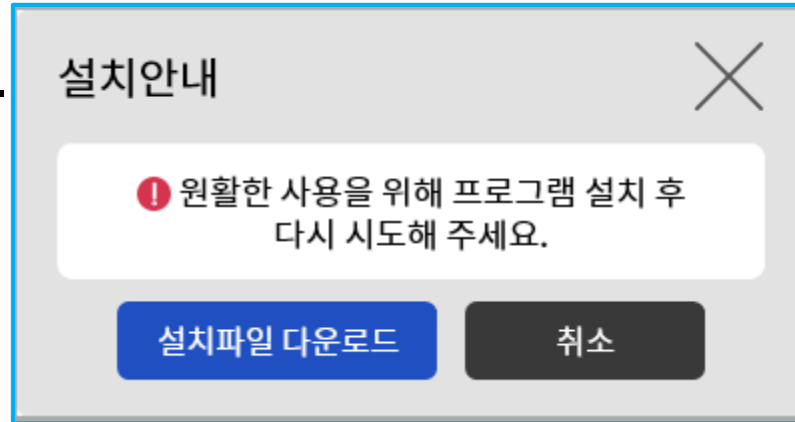 설치안내
원활한 사용을 위해 프로그램 설치 후
다시 시도해 주세요.
설치파일 다운로드
취소